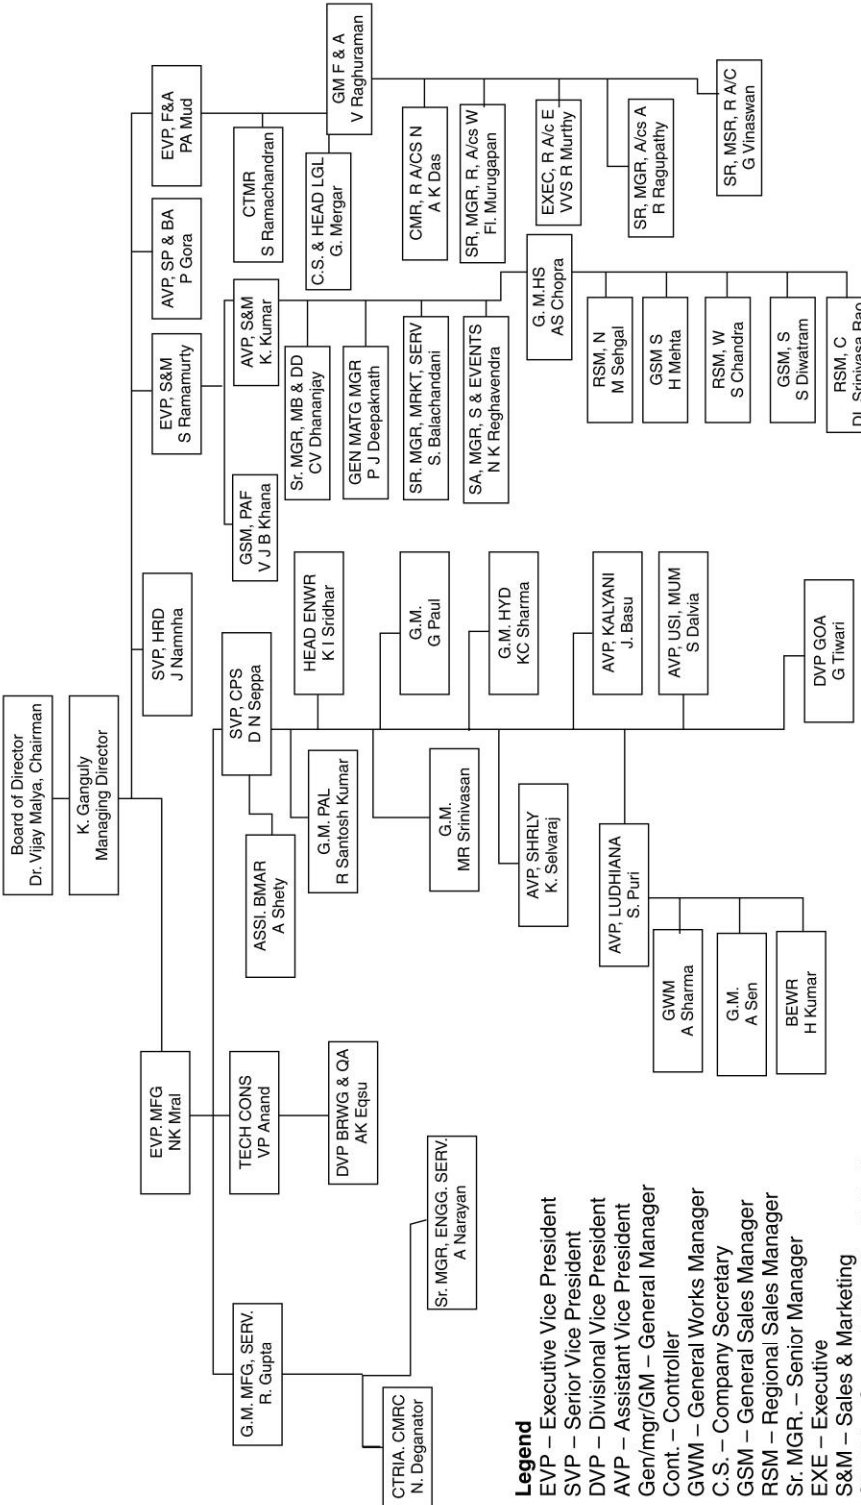 Board of Director
Dr. Vijay Malya, Chairman
K. Ganguly
Managing Director
EVP. MFG
NK Mral
SVP, HRD
J Namnha
EVP, S&M
S Ramamurty
AVP, SP & BA
P Gora
EVP, F&A
PA Mud
G.M. MFG, SERV.
R. Gupta
TECH CONS
VP Anand
SVP, CPS
D N Seppa
GSM, PAF
V J B Khana
AVP, S&M
K. Kumar
CTMR
S Ramachandran
GM F & A
V Raghuraman
C.S. & HEAD LGL
G. Mergar
CTRIA. CMRC
N. Deganator
Sr. MGR, ENGG. SERV.
A Narayan
DVP BRWG & QA
AK Eqsu
ASSI. BMAR
A Shety
HEAD ENWR
K I Sridhar
G.M. PAL
R Santosh Kumar
G.M.
G Paul
G.M.
MR Srinivasan
G.M. HYD
KC Sharma
AVP, SHRLY
K. Selvaraj
AVP, KALYANI
J. Basu
AVP, LUDHIANA
S. Puri
AVP, USI, MUM
S Dalvia
DVP GOA
G Tiwari
GWM
A Sharma
G.M.
A Sen
BEWR
H Kumar
Sr. MGR, MB & DD
CV Dhananjay
GEN MATG MGR
P J Deepaknath
SR. MGR, MRKT, SERV
S. Balachandani
SA, MGR, S & EVENTS
N K Reghavendra
G. M.HS
AS Chopra
RSM, N
M Sehgal
GSM S
H Mehta
RSM, W
S Chandra
GSM, S
S Diwatram
RSM, C
DL Srinivasa Rao
CMR, R A/CS N
A K Das
SR, MGR, R, A/cs W
Fl. Murugapan
EXEC, R A/c E
VVS R Murthy
SR, MGR, A/cs A
R Ragupathy
SR, MSR, R A/C
G Vinaswan
Legend
EVP – Executive Vice President
SVP – Serior Vice President
DVP – Divisional Vice President
AVP – Assistant Vice President
Gen/mgr/GM – General Manager
Cont. – Controller
GWM – General Works Manager
C.S. – Company Secretary
GSM – General Sales Manager
RSM – Regional Sales Manager
Sr. MGR. – Senior Manager
EXE – Executive
S&M – Sales & Marketing